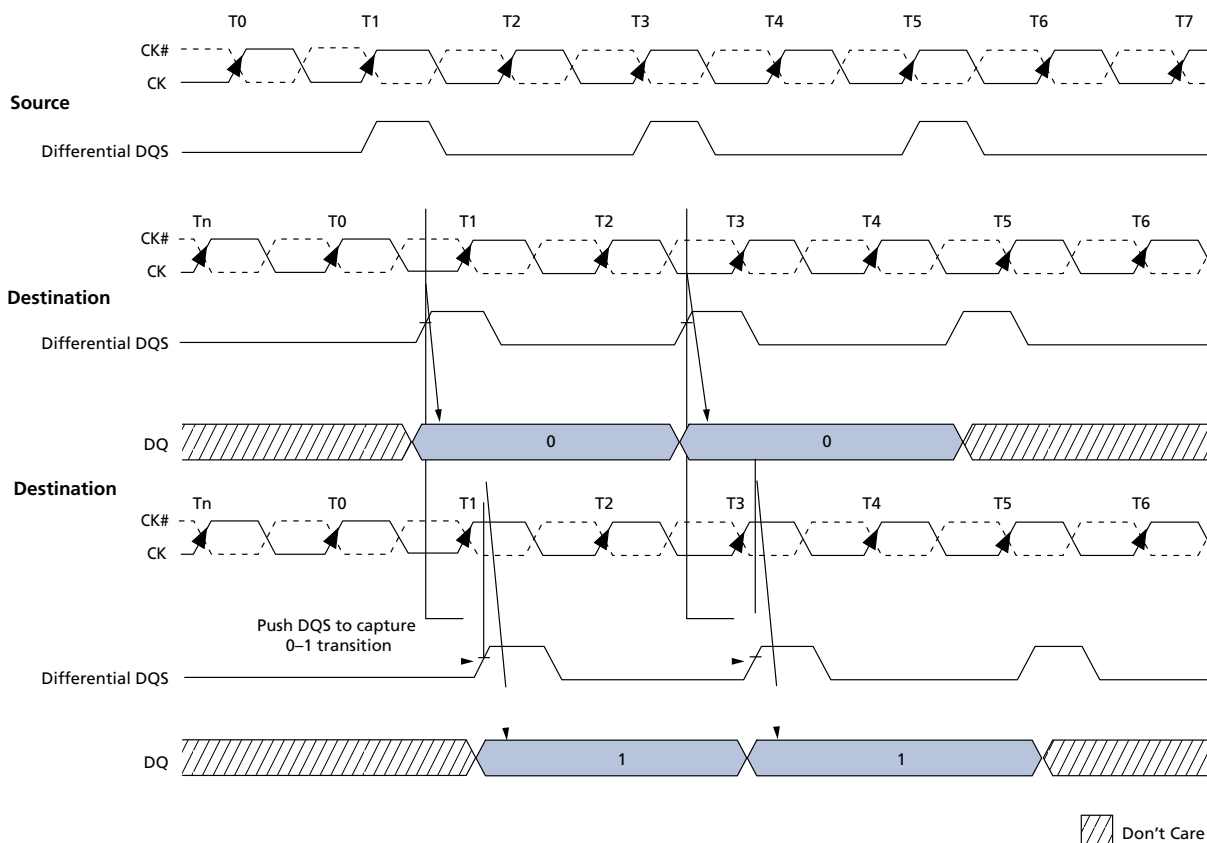 T0 T1 T2 T3 T4 T5 T6 T7
CK#
CK
Source
Differential DQS
Tn T0 T1 T2 T3 T4 T5 T6
CK#
CK
Destination
Differential DQS
DQ 0 0
Destination
Tn T0 T1 T2 T3 T4 T5 T6
CK#
CK
Push DQS to capture
0–1 transition
Differential DQS
DQ 1 1
Don't Care